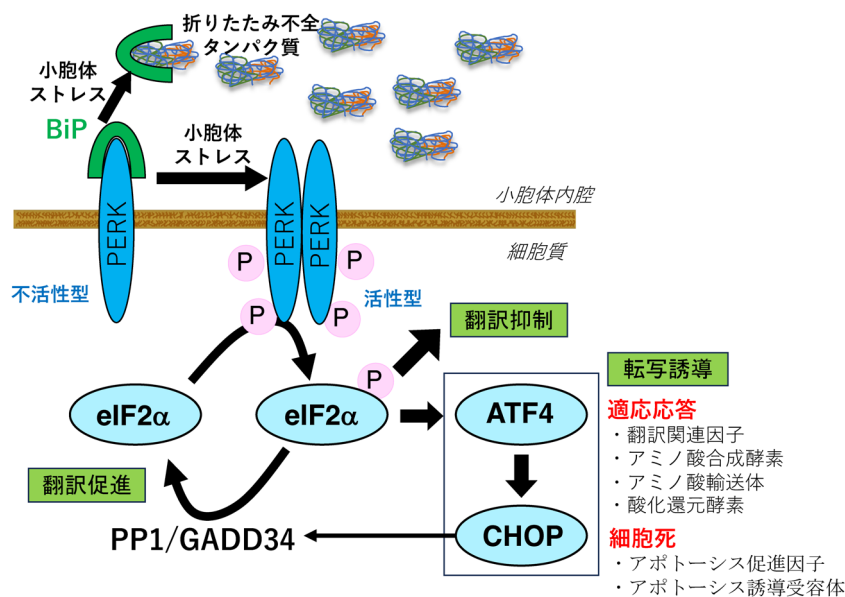 折りたたみ不全
タンパク質
小胞体
ストレス
BiP
小胞体
ストレス
小胞体内腔
PERK
PERK
PERK
細胞質
P
P
不活性型
活性型
P
P
翻訳抑制
P
転写誘導
eIF2α
eIF2α
ATF4
適応応答
・翻訳関連因子
・アミノ酸合成酵素
・アミノ酸輸送体
・酸化還元酵素
翻訳促進
PP1/GADD34
CHOP
細胞死
・アポトーシス促進因子
・アポトーシス誘導受容体